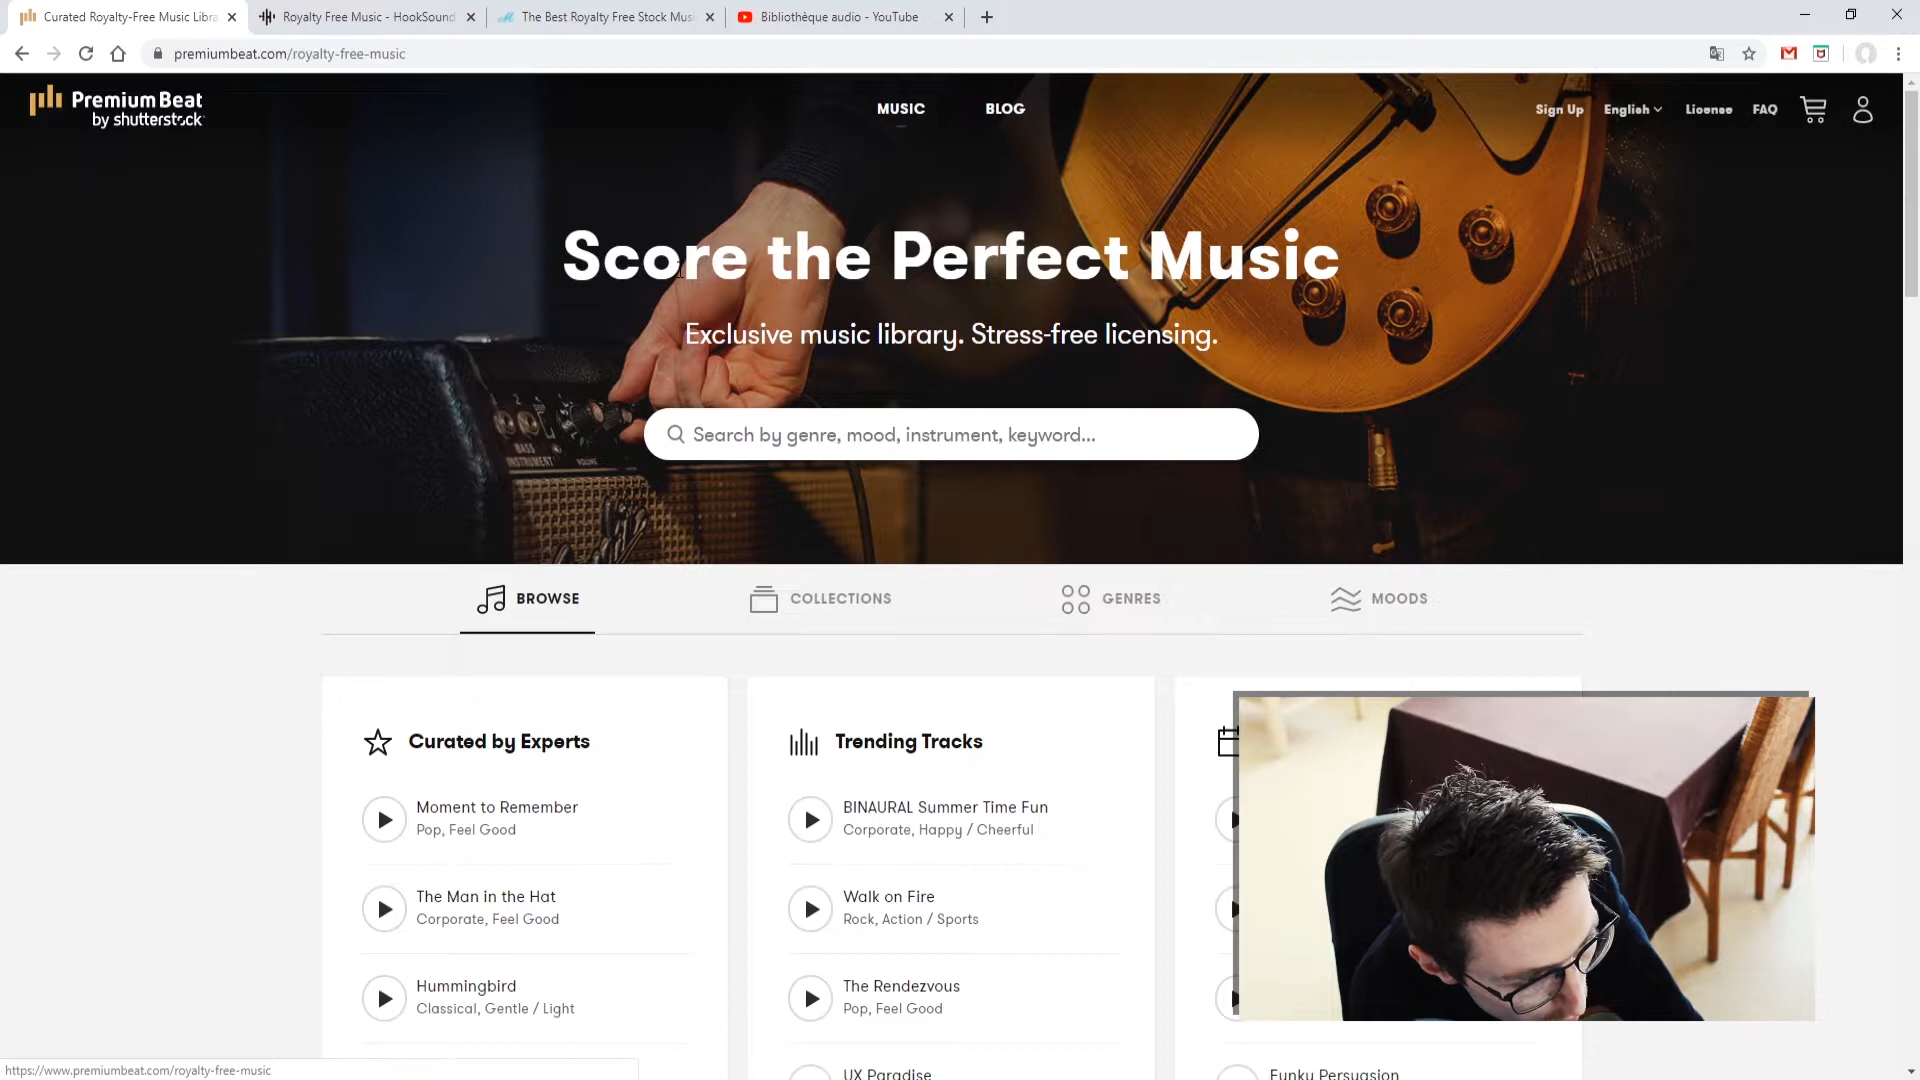 Curated Royalty-Free Music Libra
Royalty Free Music - HookSound
The Best Royalty Free Stock Mus
Bibliothèque audio - YouTube
premiumbeat.com/royalty-free-music
PremiumBeat
by shutterstock
MUSIC
BLOG
Sign Up
English
License
FAQ
Score the Perfect Music
Exclusive music library. Stress-free licensing.
Search by genre, mood, instrument, keyword...
BASS
INSTRUMENT
VOLUME
BROWSE
COLLECTIONS
GENRES
MOODS
Curated by Experts
Moment to Remember
Pop, Feel Good
The Man in the Hat
Corporate, Feel Good
Hummingbird
Classical, Gentle / Light
Trending Tracks
BINAURAL Summer Time Fun
Corporate, Happy / Cheerful
Walk on Fire
Rock, Action / Sports
The Rendezvous
Pop, Feel Good
UX Paradise
Funky Persuasion
https://www.premiumbeat.com/royalty-free-music